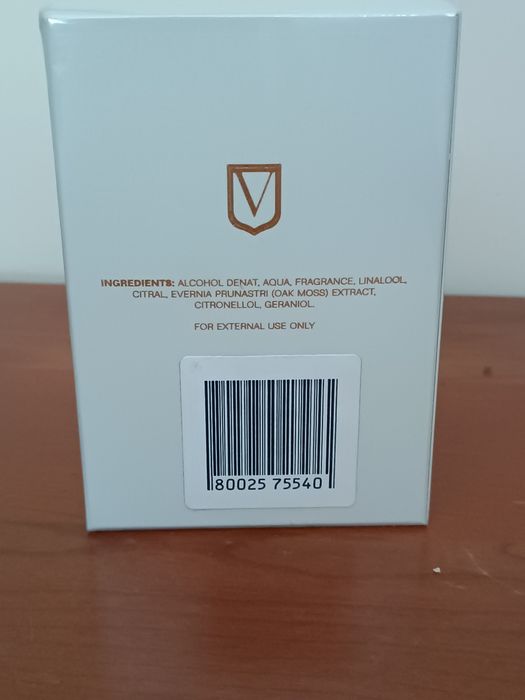 V
INGREDIENTS: ALCOHOL DENAT, AQUA, FRAGRANCE, LINALOOL,
CITRAL, EVERNIA PRUNASTRI (OAK MOSS) EXTRACT,
CITRONELLOL, GERANIOL.
FOR EXTERNAL USE ONLY
80025 75540